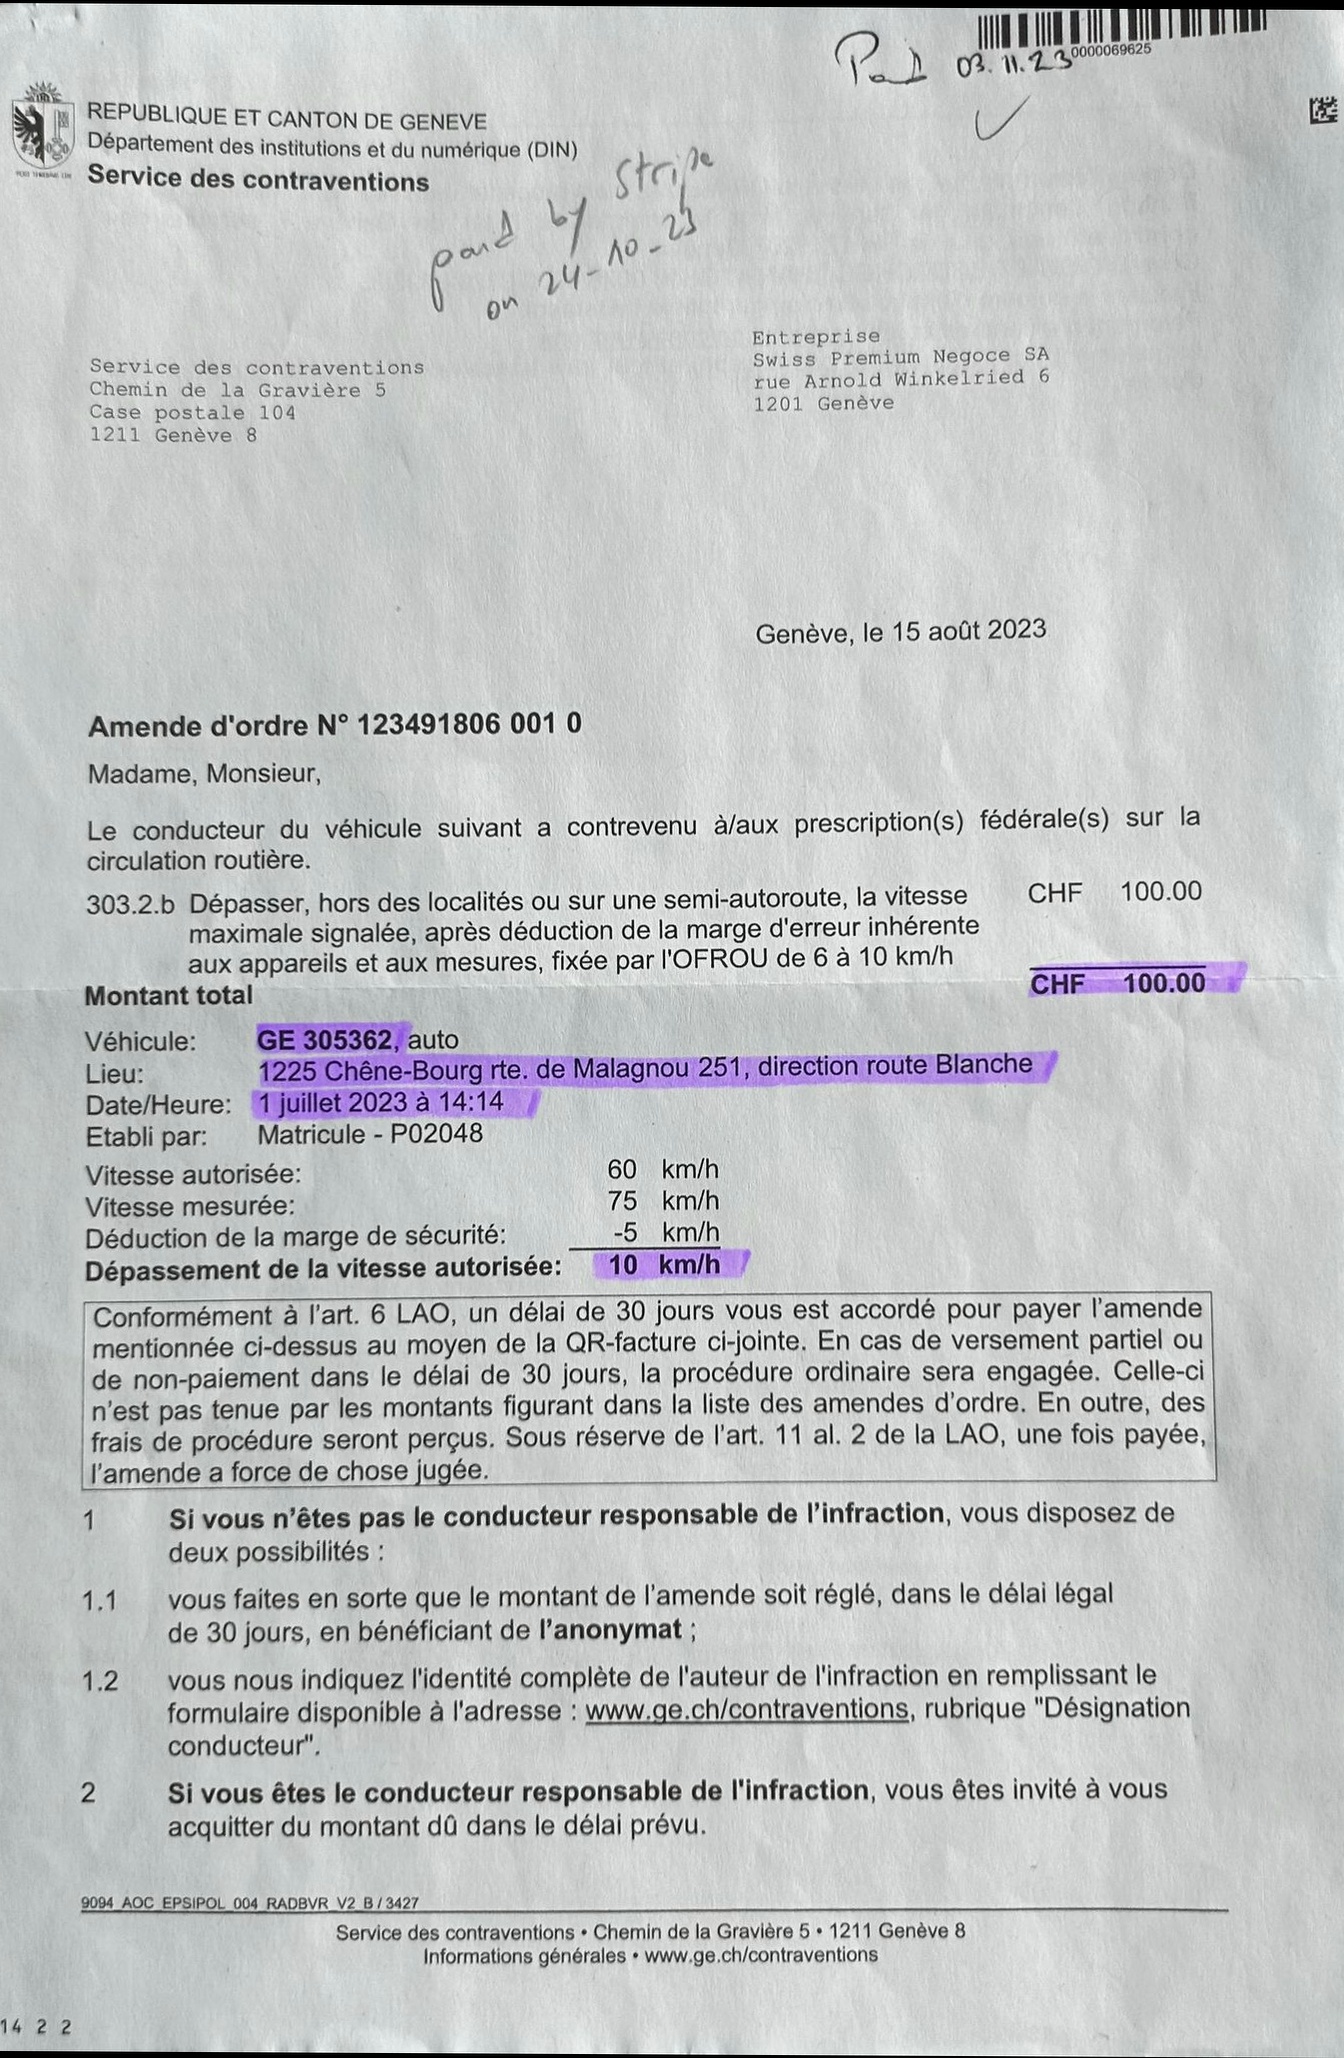 Paid 03.11.23
0000069625
REPUBLIQUE ET CANTON DE GENEVE
Département des institutions et du numérique (DIN)
Service des contraventions
paid by Stripe
on 24-10-23
Service des contraventions
Chemin de la Gravière 5
Case postale 104
1211 Genève 8
Entreprise
Swiss Premium Negoce SA
rue Arnold Winkelried 6
1201 Genève
Genève, le 15 août 2023
Amende d'ordre N° 123491806 001 0
Madame, Monsieur,
Le conducteur du véhicule suivant a contrevenu à/aux prescription(s) fédérale(s) sur la
circulation routière.
303.2.b Dépasser, hors des localités ou sur une semi-autoroute, la vitesse CHF 100.00
maximale signalée, après déduction de la marge d'erreur inhérente
aux appareils et aux mesures, fixée par l'OFROU de 6 à 10 km/h
Montant total CHF 100.00
Véhicule: GE 305362, auto
Lieu: 1225 Chêne-Bourg rte. de Malagnou 251, direction route Blanche
Date/Heure: 1 juillet 2023 à 14:14
Etabli par: Matricule - P02048
Vitesse autorisée: 60 km/h
Vitesse mesurée: 75 km/h
Déduction de la marge de sécurité: -5 km/h
Dépassement de la vitesse autorisée: 10 km/h
Conformément à l'art. 6 LAO, un délai de 30 jours vous est accordé pour payer l'amende
mentionnée ci-dessus au moyen de la QR-facture ci-jointe. En cas de versement partiel ou
de non-paiement dans le délai de 30 jours, la procédure ordinaire sera engagée. Celle-ci
n'est pas tenue par les montants figurant dans la liste des amendes d'ordre. En outre, des
frais de procédure seront perçus. Sous réserve de l'art. 11 al. 2 de la LAO, une fois payée,
l'amende a force de chose jugée.
1 Si vous n'êtes pas le conducteur responsable de l'infraction, vous disposez de
deux possibilités :
1.1 vous faites en sorte que le montant de l'amende soit réglé, dans le délai légal
de 30 jours, en bénéficiant de l'anonymat ;
1.2 vous nous indiquez l'identité complète de l'auteur de l'infraction en remplissant le
formulaire disponible à l'adresse : www.ge.ch/contraventions, rubrique "Désignation
conducteur".
2 Si vous êtes le conducteur responsable de l'infraction, vous êtes invité à vous
acquitter du montant dû dans le délai prévu.
9094 AOC EPSIPOL 004 RADBVR V2 B / 3427
Service des contraventions • Chemin de la Gravière 5 • 1211 Genève 8
Informations générales • www.ge.ch/contraventions
14 2 2